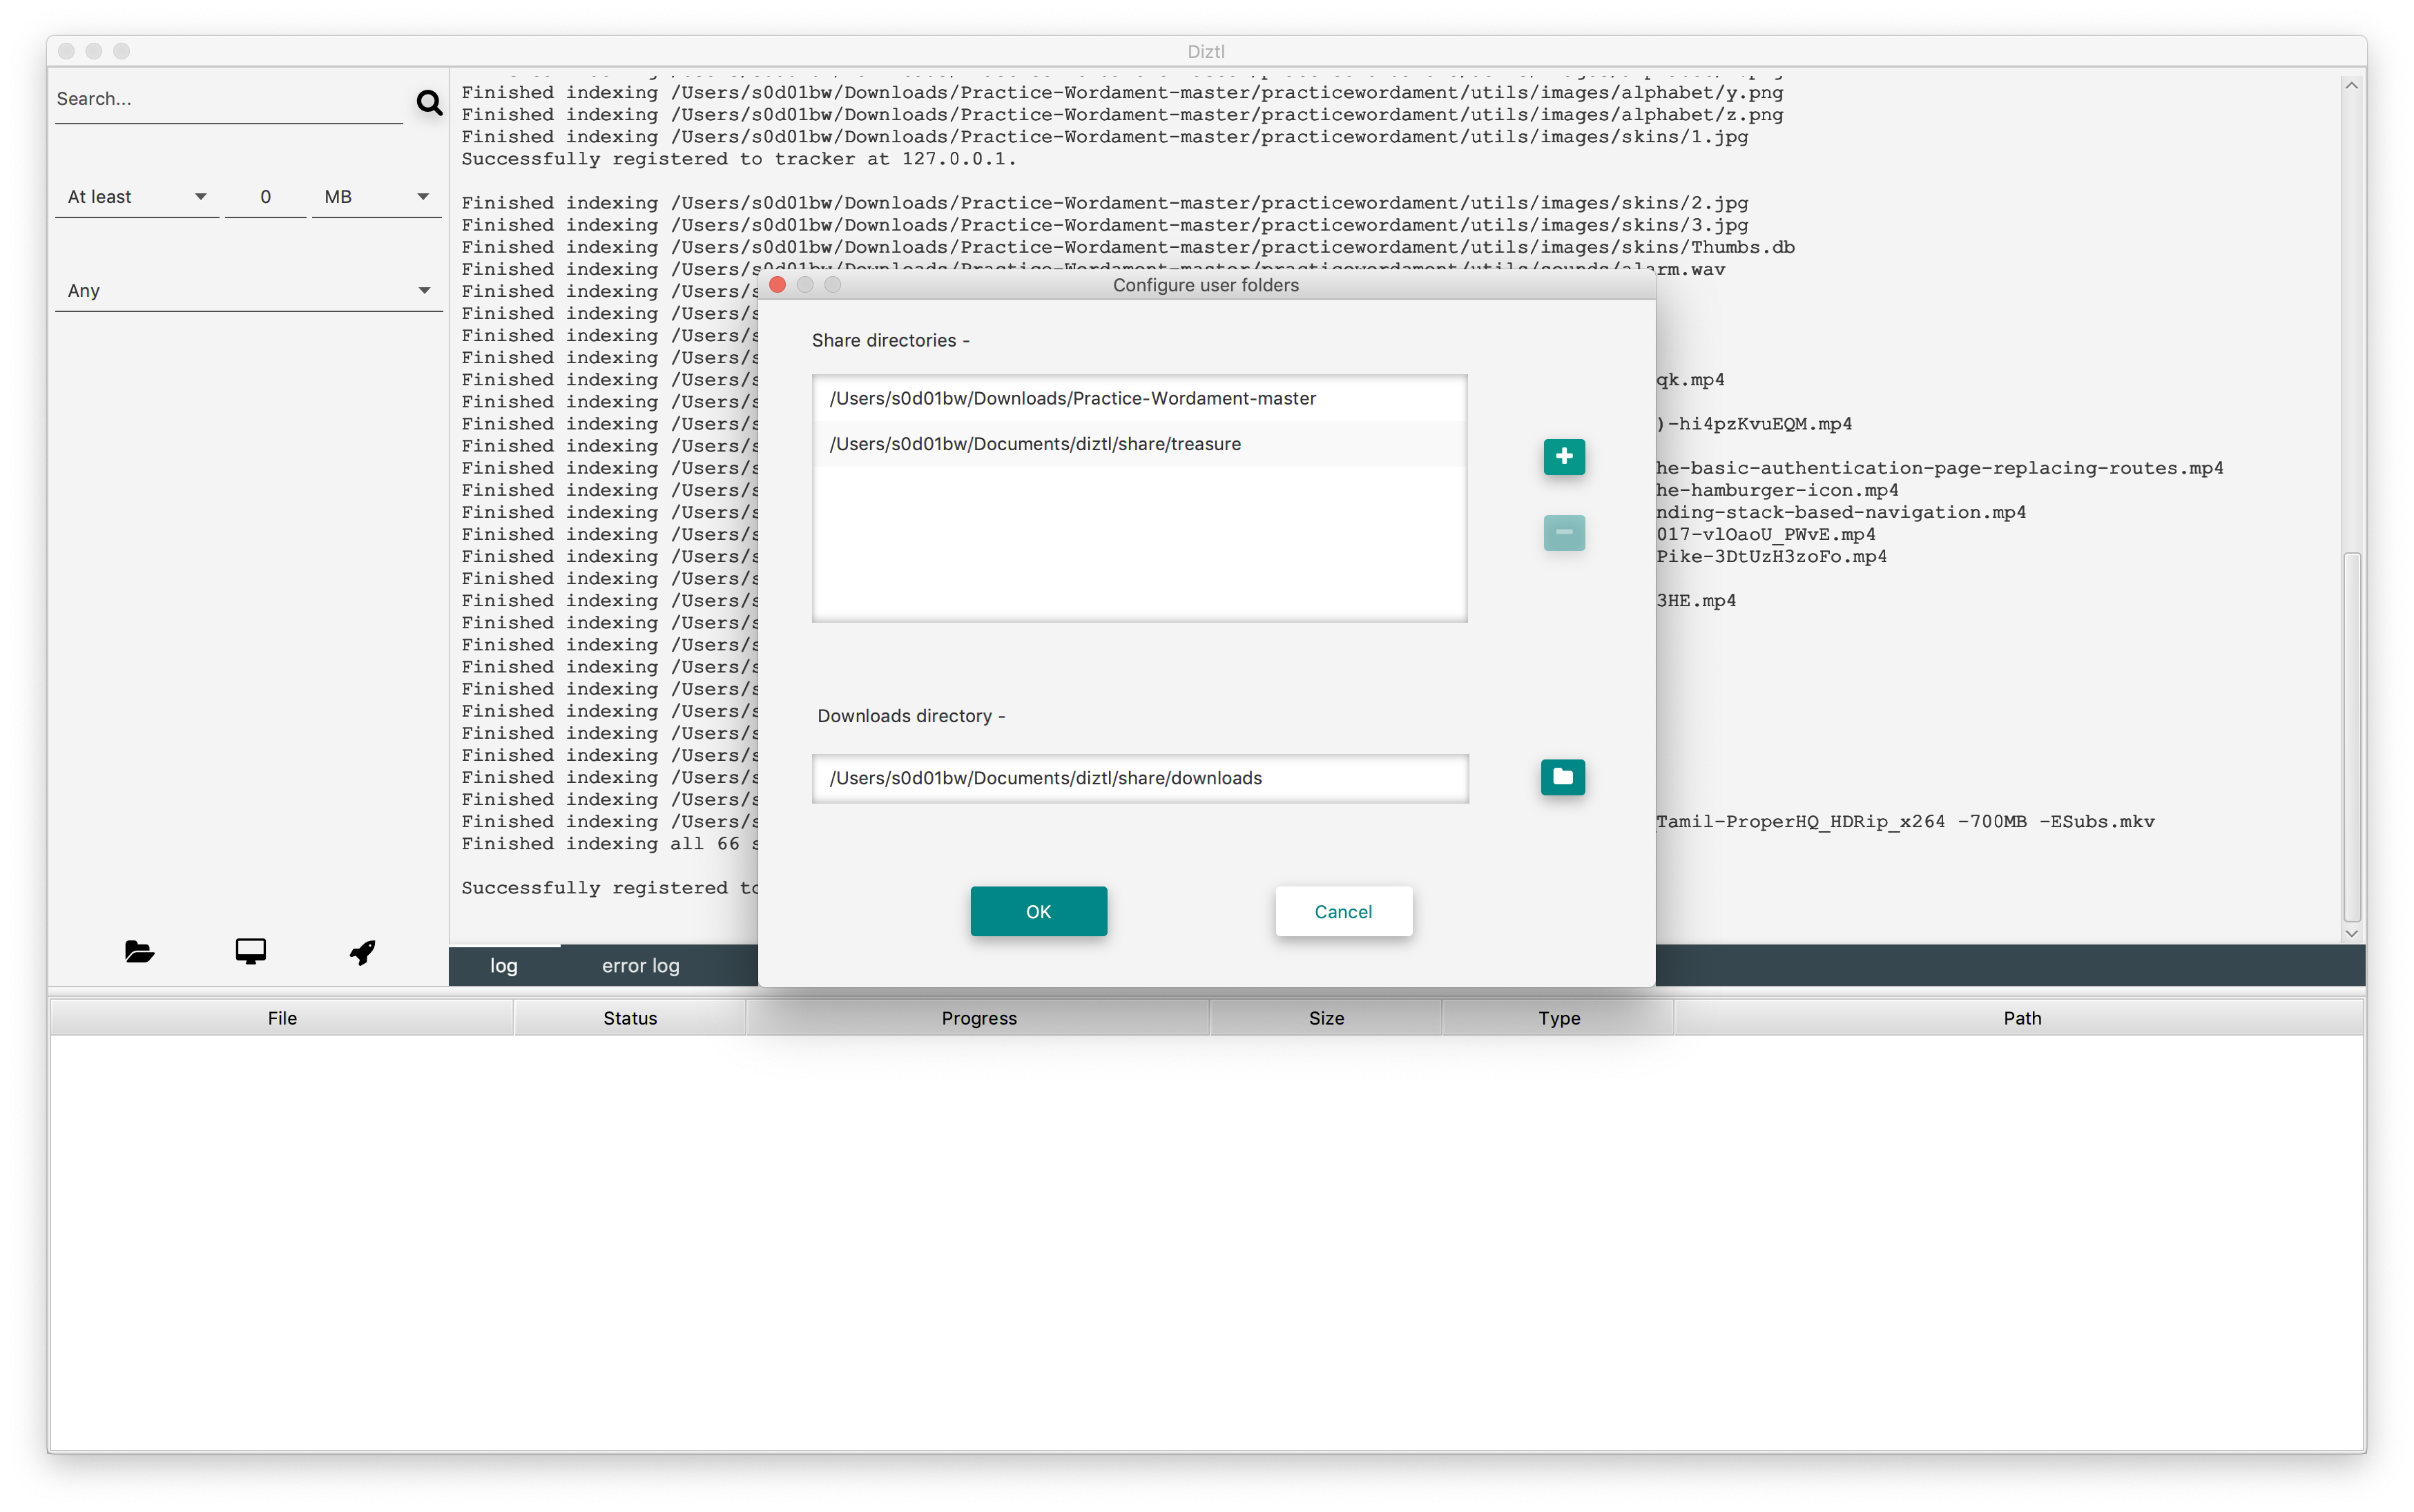 Diztl
Search...
At least 0 MB
Any
Finished indexing /Users/s0d01bw/Downloads/Practice-Wordament-master/practicewordament/utils/images/alphabet/y.png
Finished indexing /Users/s0d01bw/Downloads/Practice-Wordament-master/practicewordament/utils/images/alphabet/z.png
Finished indexing /Users/s0d01bw/Downloads/Practice-Wordament-master/practicewordament/utils/images/skins/1.jpg
Successfully registered to tracker at 127.0.0.1.
Finished indexing /Users/s0d01bw/Downloads/Practice-Wordament-master/practicewordament/utils/images/skins/2.jpg
Finished indexing /Users/s0d01bw/Downloads/Practice-Wordament-master/practicewordament/utils/images/skins/3.jpg
Finished indexing /Users/s0d01bw/Downloads/Practice-Wordament-master/practicewordament/utils/images/skins/Thumbs.db
Finished indexing /Users/s0d01bw/Downloads/Practice-Wordament-master/practicewordament/utils/sounds/alarm.wav
Finished indexing /Users/s
Finished indexing /Users/s
Finished indexing /Users/s
Finished indexing /Users/s
Finished indexing /Users/s qk.mp4
Finished indexing /Users/s
Finished indexing /Users/s )-hi4pzKvuEQM.mp4
Finished indexing /Users/s
Finished indexing /Users/s he-basic-authentication-page-replacing-routes.mp4
Finished indexing /Users/s he-hamburger-icon.mp4
Finished indexing /Users/s nding-stack-based-navigation.mp4
Finished indexing /Users/s 017-vlOaoU_PWvE.mp4
Finished indexing /Users/s Pike-3DtUzH3zoFo.mp4
Finished indexing /Users/s
Finished indexing /Users/s 3HE.mp4
Finished indexing /Users/s
Finished indexing /Users/s
Finished indexing /Users/s
Finished indexing /Users/s
Finished indexing /Users/s
Finished indexing /Users/s
Finished indexing /Users/s
Finished indexing /Users/s
Finished indexing /Users/s
Finished indexing /Users/s Tamil-ProperHQ_HDRip_x264 -700MB -ESubs.mkv
Finished indexing all 66 s
Successfully registered to
log error log
Configure user folders
Share directories -
/Users/s0d01bw/Downloads/Practice-Wordament-master
/Users/s0d01bw/Documents/diztl/share/treasure
Downloads directory -
/Users/s0d01bw/Documents/diztl/share/downloads
OK Cancel
File Status Progress Size Type Path